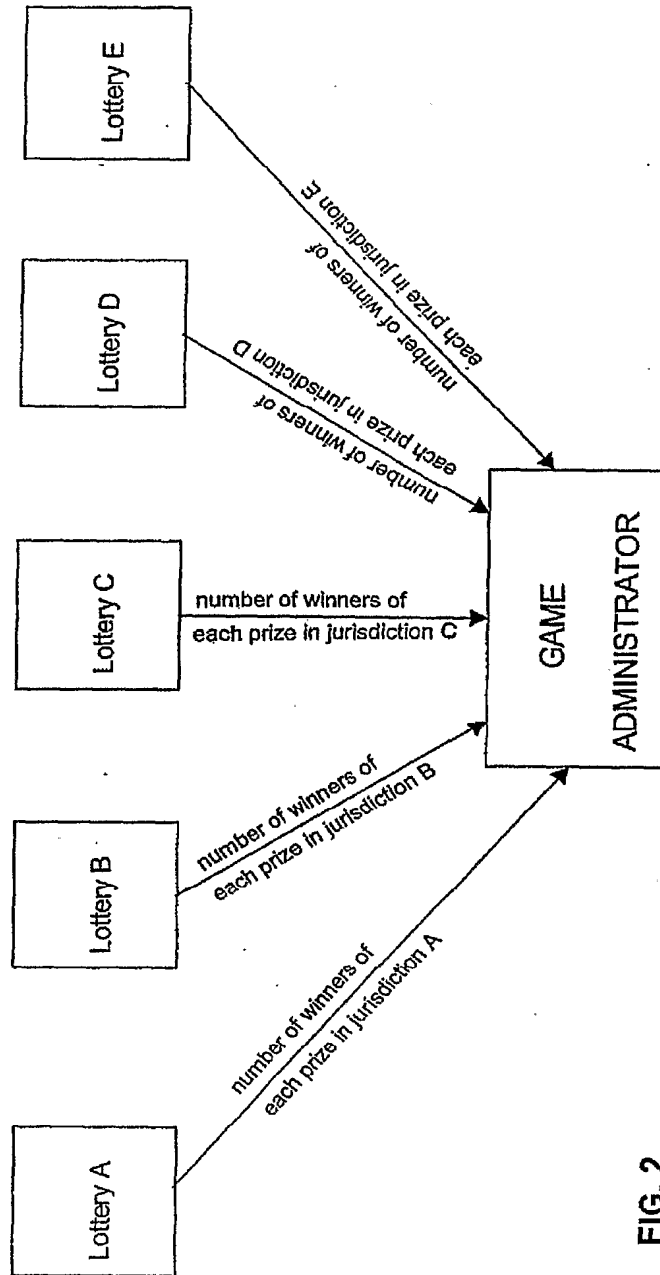 Lottery A
Lottery B
Lottery C
Lottery D
Lottery E
number of winners of
each prize in jurisdiction A
number of winners of
each prize in jurisdiction B
number of winners of
each prize in jurisdiction C
number of winners of
each prize in jurisdiction D
number of winners of
each prize in jurisdiction E
GAME
ADMINISTRATOR
FIG. 2